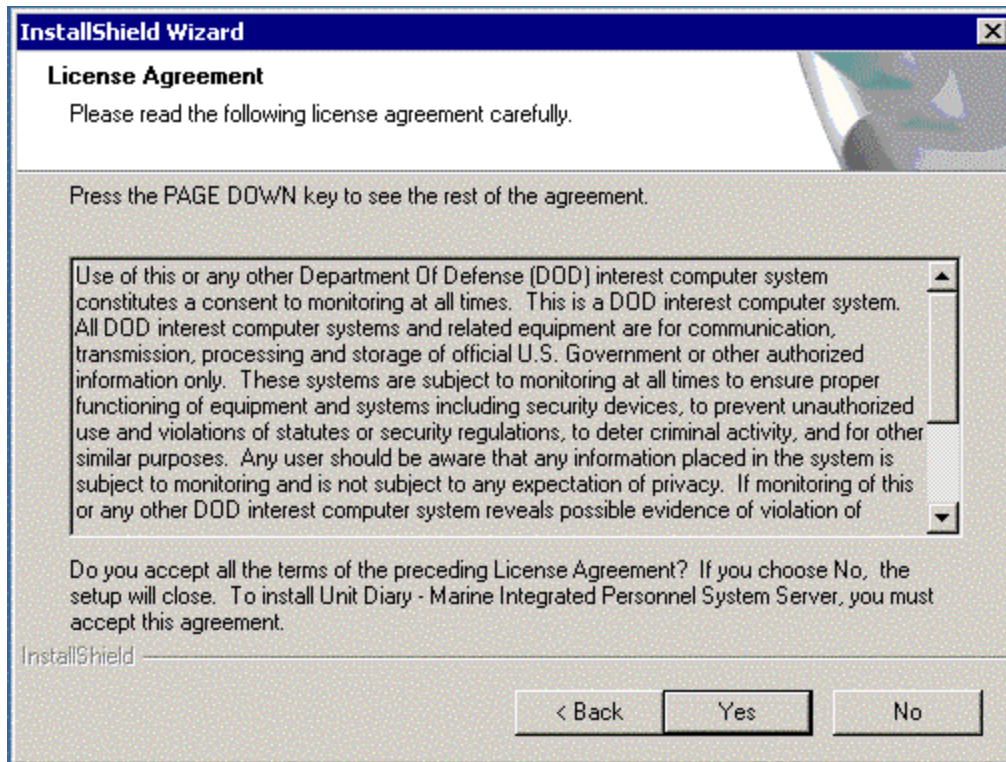 InstallShield Wizard
License Agreement
Please read the following license agreement carefully.
Press the PAGE DOWN key to see the rest of the agreement.
Use of this or any other Department Of Defense (DOD) interest computer system
constitutes a consent to monitoring at all times.  This is a DOD interest computer system.
All DOD interest computer systems and related equipment are for communication,
transmission, processing and storage of official U.S. Government or other authorized
information only.  These systems are subject to monitoring at all times to ensure proper
functioning of equipment and systems including security devices, to prevent unauthorized
use and violations of statutes or security regulations, to deter criminal activity, and for other
similar purposes.  Any user should be aware that any information placed in the system is
subject to monitoring and is not subject to any expectation of privacy.  If monitoring of this
or any other DOD interest computer system reveals possible evidence of violation of
Do you accept all the terms of the preceding License Agreement?  If you choose No,  the
setup will close.  To install Unit Diary - Marine Integrated Personnel System Server, you must
accept this agreement.
InstallShield
< Back
Yes
No